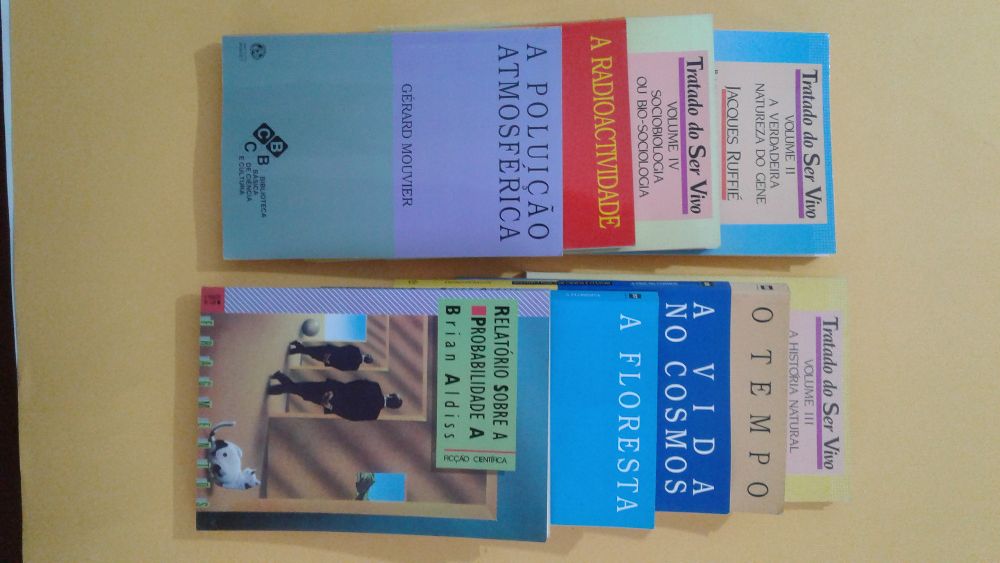 A POLUIÇÃO
ATMOSFÉRICA
GÉRARD MOUVIER
B
C
B
C
BIBLIOTECA
BÁSICA
DE CIÊNCIA
E CULTURA
A RADIOACTIVIDADE
Tratado do Ser Vivo
VOLUME IV
SOCIOBIOLOGIA
OU BIO-SOCIOLOGIA
Tratado do Ser Vivo
VOLUME II
A VERDADEIRA
NATUREZA DO GENE
JACQUES RUFFIÉ
RELATÓRIO SOBRE A
PROBABILIDADE A
Brian Aldiss
FICÇÃO CIENTÍFICA
ARGUMENTOS
A FLORESTA
A FLORESTA
A VIDA
NO COSMOS
O TEMPO
Tratado do Ser Vivo
VOLUME III
A HISTÓRIA NATURAL